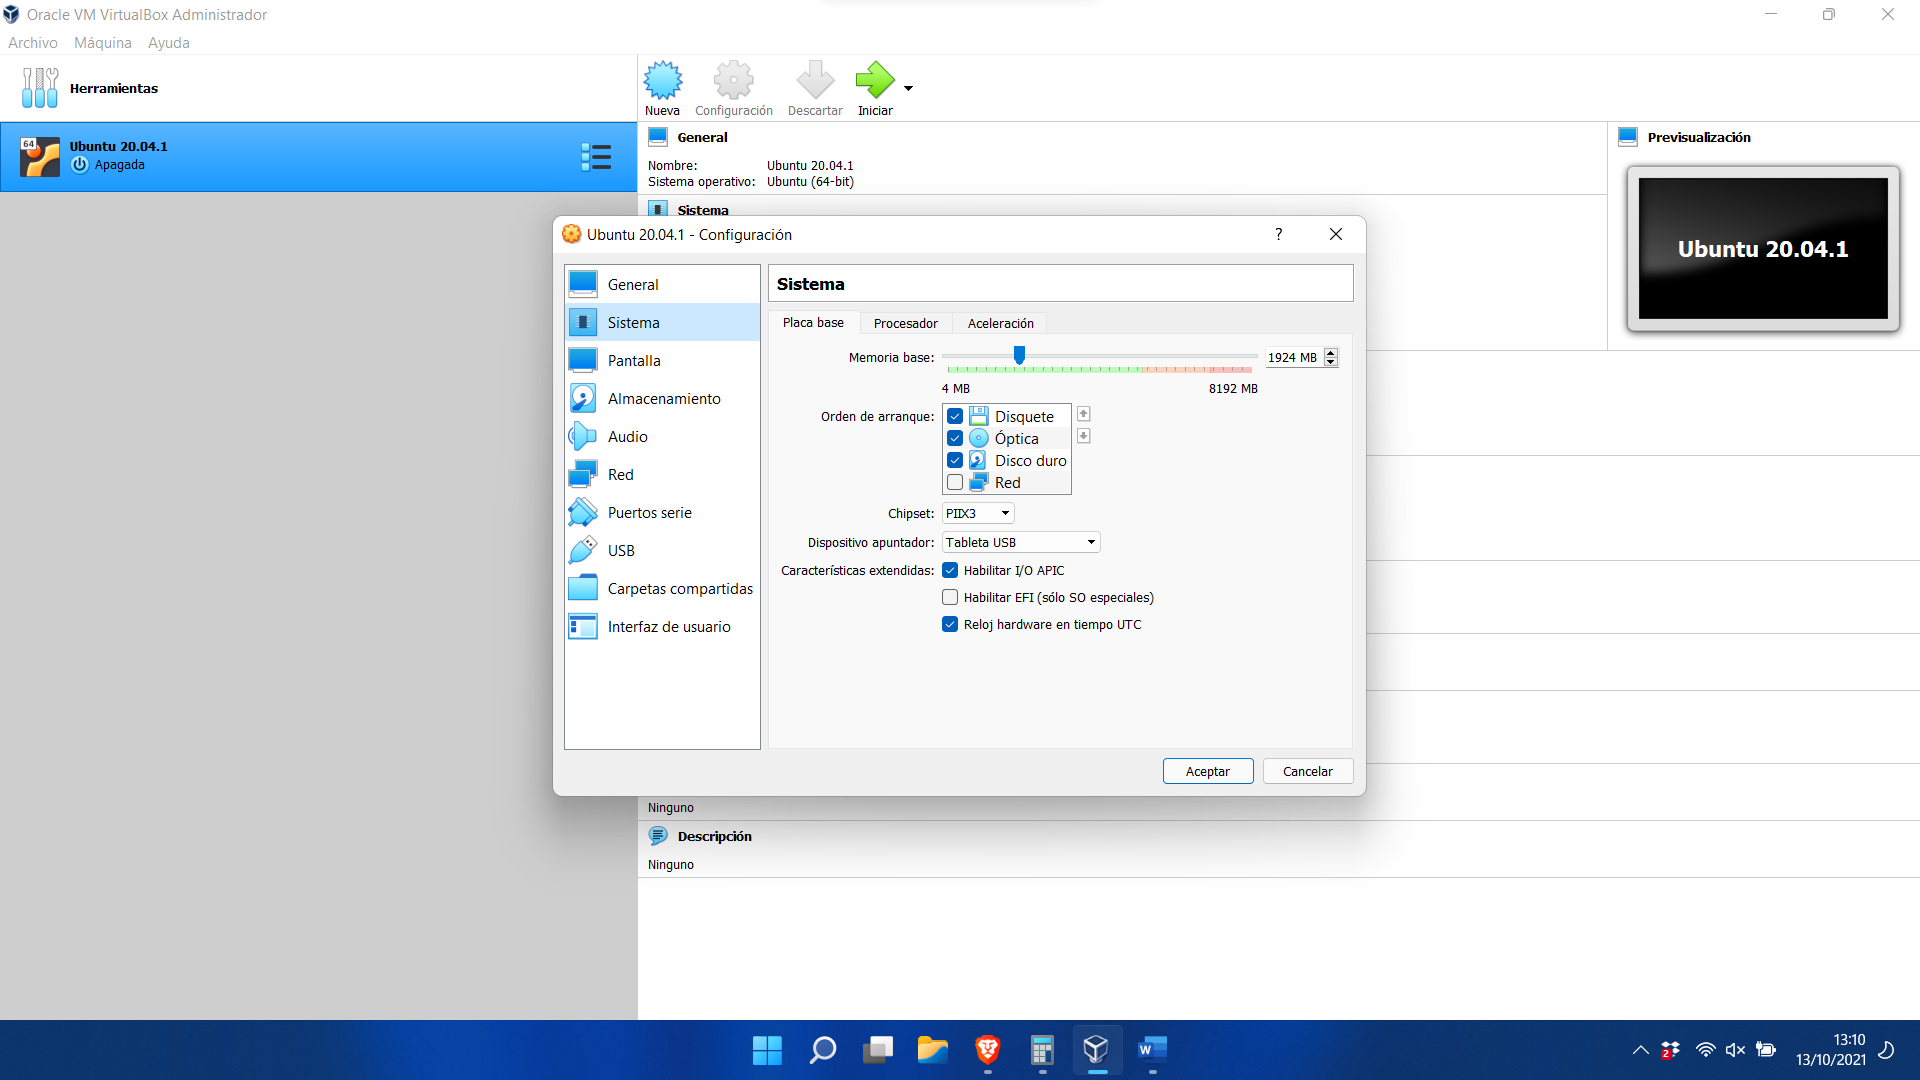 Oracle VM VirtualBox Administrador
Archivo Máquina Ayuda
Herramientas
Nueva Configuración Descartar Iniciar
64
Ubuntu 20.04.1
Apagada
General
Nombre: Ubuntu 20.04.1
Sistema operativo: Ubuntu (64-bit)
Sistema
Previsualización
Ubuntu 20.04.1
Ubuntu 20.04.1 - Configuración ?
General
Sistema
Pantalla
Almacenamiento
Audio
Red
Puertos serie
USB
Carpetas compartidas
Interfaz de usuario
Sistema
Placa base Procesador Aceleración
Memoria base: 1924 MB
4 MB 8192 MB
Orden de arranque: Disquete
Óptica
Disco duro
Red
Chipset: PIIX3
Dispositivo apuntador: Tableta USB
Características extendidas: Habilitar I/O APIC
Habilitar EFI (sólo SO especiales)
Reloj hardware en tiempo UTC
Aceptar Cancelar
Ninguno
Descripción
Ninguno
W
2
13:10
13/10/2021